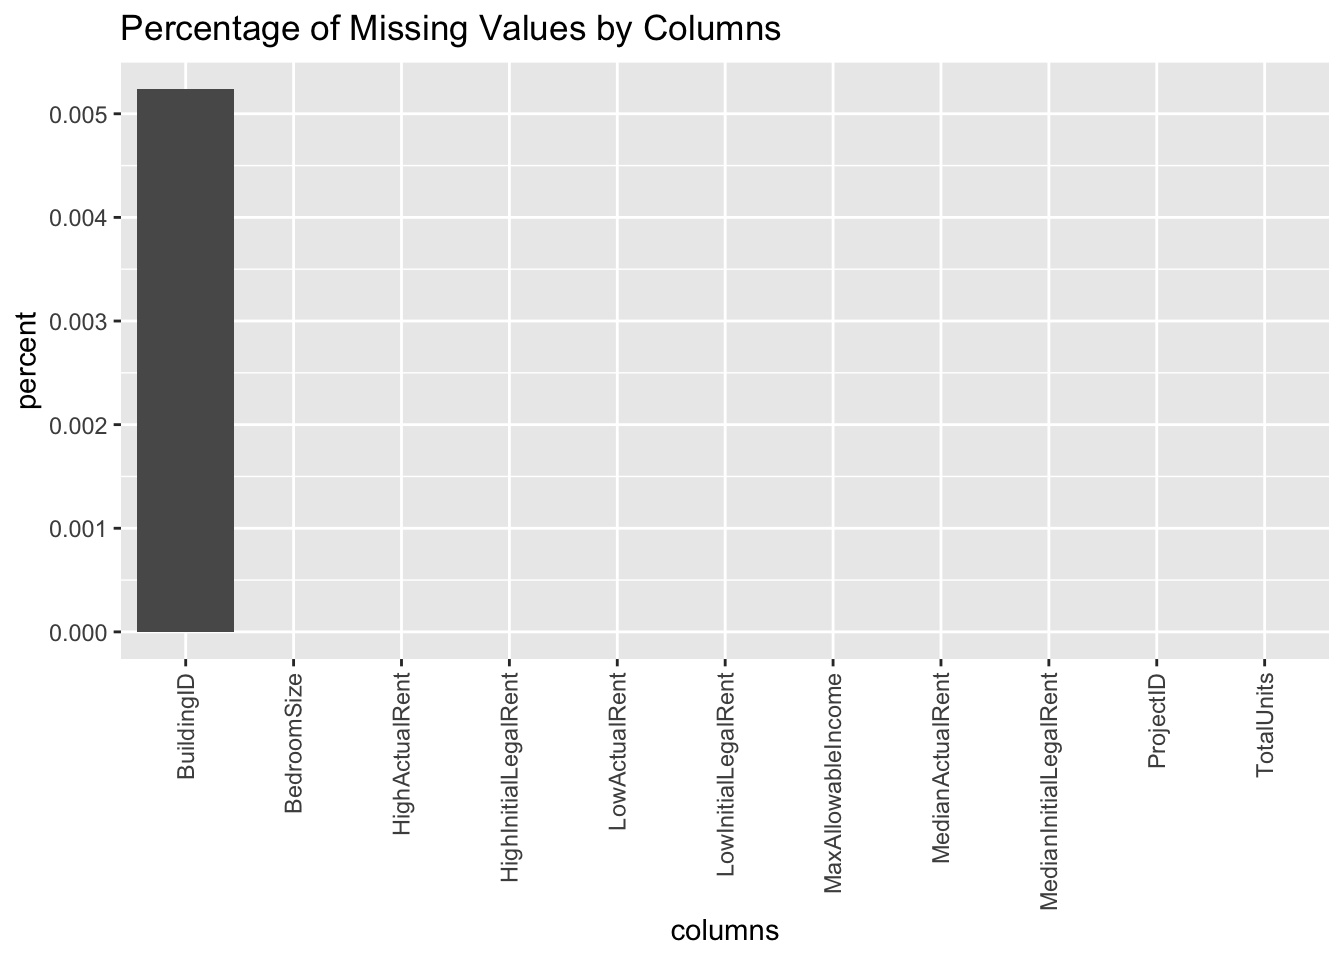 Percentage of Missing Values by Columns
percent
0.005
0.004
0.003
0.002
0.001
0.000
BuildingID
BedroomSize
HighActualRent
HighInitialLegalRent
LowActualRent
LowInitialLegalRent
MaxAllowableIncome
MedianActualRent
MedianInitialLegalRent
ProjectID
TotalUnits
columns